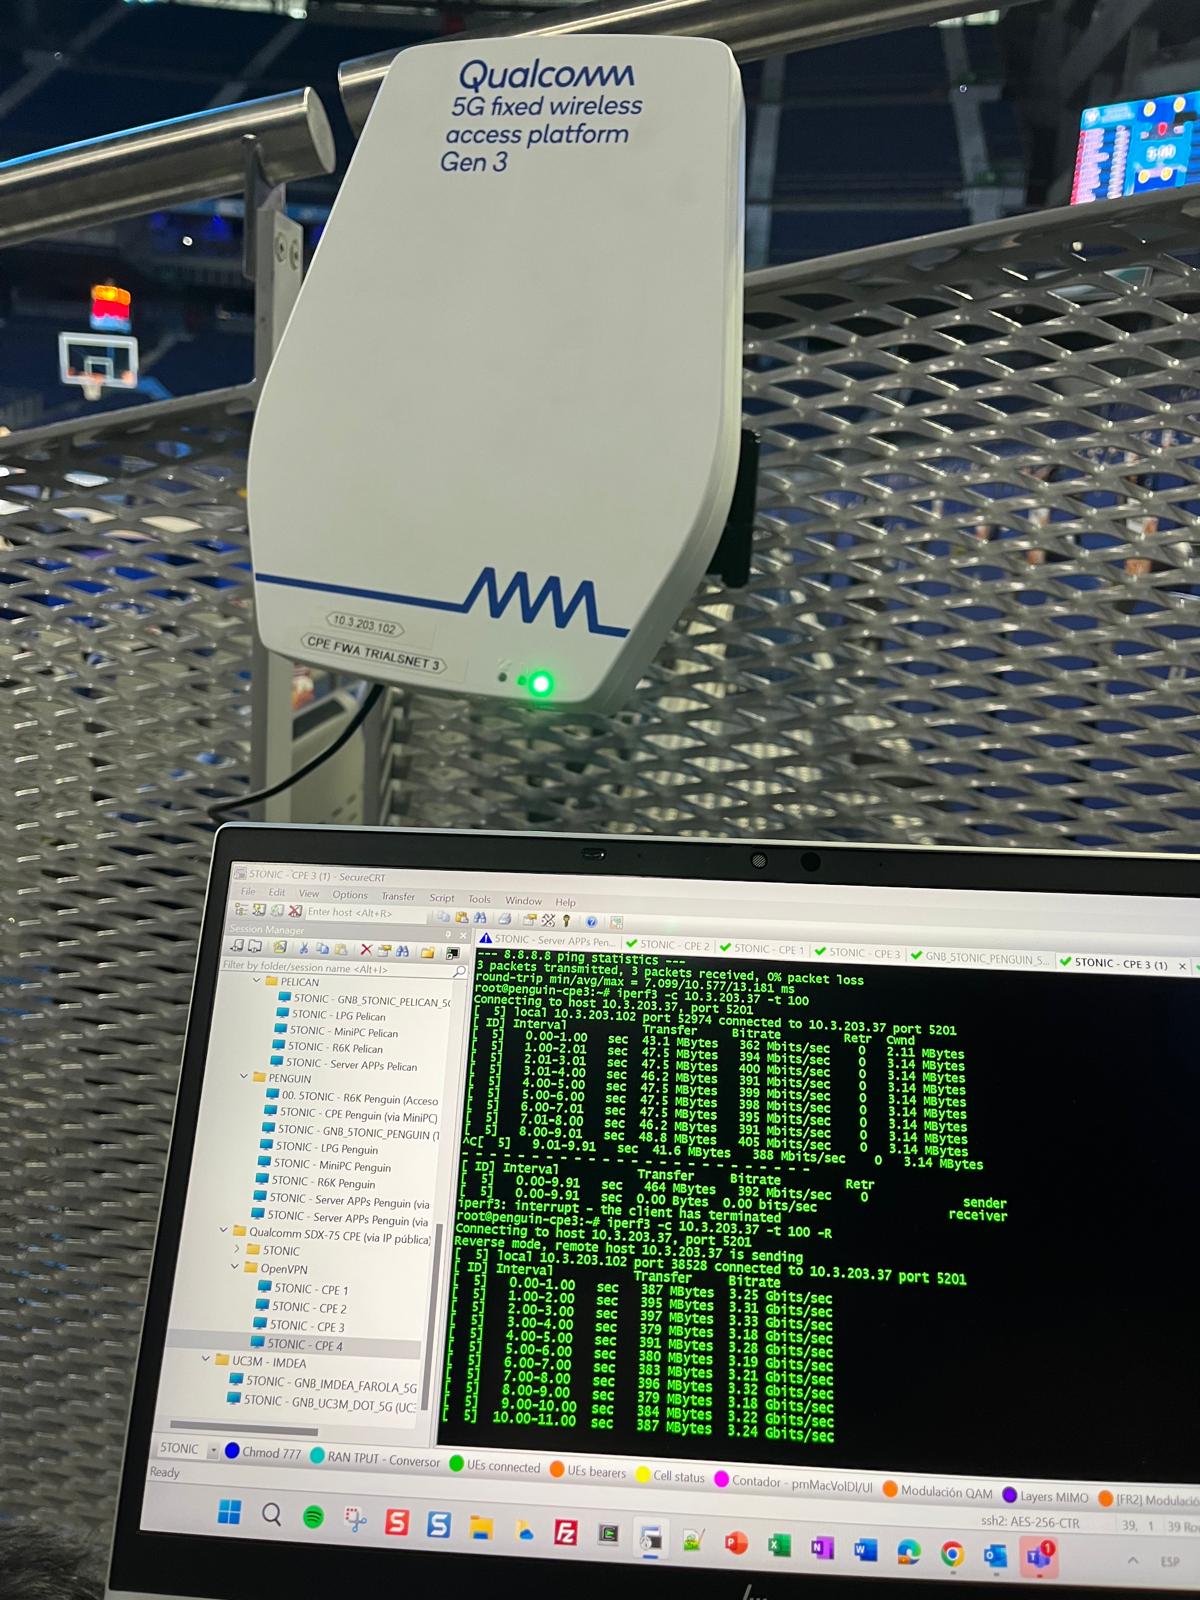 Qualcomm
5G fixed wireless
access platform
Gen 3
10.3.203.102
CPE FWA TRIALSNET 3
5TONIC - CPE 3 (1) - SecureCRT
File Edit View Options Transfer Script Tools Window Help
Enter host <Alt+R>
Session Manager
Filter by folder/session name <Alt+I>
PELICAN
5TONIC - GNB_5TONIC_PELICAN_5(
5TONIC - LPG Pelican
5TONIC - MiniPC Pelican
5TONIC - R6K Pelican
5TONIC - Server APPs Pelican
PENGUIN
00. 5TONIC - R6K Penguin (Acceso
5TONIC - CPE Penguin (via MiniPC)
5TONIC - GNB_5TONIC_PENGUIN (
5TONIC - LPG Penguin
5TONIC - MiniPC Penguin
5TONIC - R6K Penguin
5TONIC - Server APPs Penguin (via
5TONIC - Server APPs Penguin (via
Qualcomm SDX-75 CPE (via IP pública)
5TONIC
OpenVPN
5TONIC - CPE 1
5TONIC - CPE 2
5TONIC - CPE 3
5TONIC - CPE 4
UC3M - IMDEA
5TONIC - GNB_IMDEA_FAROLA_5G
5TONIC - GNB_UC3M_DOT_5G (UC:
5TONIC - Server APPs Pen... 5TONIC - CPE 2 5TONIC - CPE 1 5TONIC - CPE 3 GNB_5TONIC_PENGUIN_5... 5TONIC - CPE 3 (1)
--- 8.8.8.8 ping statistics ---
3 packets transmitted, 3 packets received, 0% packet loss
round-trip min/avg/max = 7.099/10.577/13.181 ms
root@penguin-cpe3:~# iperf3 -c 10.3.203.37 -t 100
Connecting to host 10.3.203.37, port 5201
[ 5] local 10.3.203.102 port 52974 connected to 10.3.203.37 port 5201
[ ID] Interval Transfer Bitrate Retr Cwnd
[ 5] 0.00-1.00 sec 43.1 MBytes 362 Mbits/sec 0 2.11 MBytes
[ 5] 1.00-2.01 sec 47.5 MBytes 394 Mbits/sec 0 3.14 MBytes
[ 5] 2.01-3.01 sec 47.5 MBytes 400 Mbits/sec 0 3.14 MBytes
[ 5] 3.01-4.00 sec 46.2 MBytes 391 Mbits/sec 0 3.14 MBytes
[ 5] 4.00-5.00 sec 47.5 MBytes 399 Mbits/sec 0 3.14 MBytes
[ 5] 5.00-6.00 sec 47.5 MBytes 398 Mbits/sec 0 3.14 MBytes
[ 5] 6.00-7.01 sec 47.5 MBytes 395 Mbits/sec 0 3.14 MBytes
[ 5] 7.01-8.00 sec 46.2 MBytes 391 Mbits/sec 0 3.14 MBytes
[ 5] 8.00-9.01 sec 48.8 MBytes 405 Mbits/sec 0 3.14 MBytes
^C[ 5] 9.01-9.91 sec 41.6 MBytes 388 Mbits/sec 0 3.14 MBytes
- - - - - - - - - - - - - - - - - - - - - - - - -
[ ID] Interval Transfer Bitrate Retr
[ 5] 0.00-9.91 sec 464 MBytes 392 Mbits/sec 0 sender
[ 5] 0.00-9.91 sec 0.00 Bytes 0.00 bits/sec receiver
iperf3: interrupt - the client has terminated
root@penguin-cpe3:~# iperf3 -c 10.3.203.37 -t 100 -R
Connecting to host 10.3.203.37, port 5201
Reverse mode, remote host 10.3.203.37 is sending
[ 5] local 10.3.203.102 port 38528 connected to 10.3.203.37 port 5201
[ ID] Interval Transfer Bitrate
[ 5] 0.00-1.00 sec 387 MBytes 3.25 Gbits/sec
[ 5] 1.00-2.00 sec 395 MBytes 3.31 Gbits/sec
[ 5] 2.00-3.00 sec 397 MBytes 3.33 Gbits/sec
[ 5] 3.00-4.00 sec 379 MBytes 3.18 Gbits/sec
[ 5] 4.00-5.00 sec 391 MBytes 3.28 Gbits/sec
[ 5] 5.00-6.00 sec 380 MBytes 3.19 Gbits/sec
[ 5] 6.00-7.00 sec 383 MBytes 3.21 Gbits/sec
[ 5] 7.00-8.00 sec 396 MBytes 3.32 Gbits/sec
[ 5] 8.00-9.00 sec 379 MBytes 3.18 Gbits/sec
[ 5] 9.00-10.00 sec 384 MBytes 3.22 Gbits/sec
[ 5] 10.00-11.00 sec 387 MBytes 3.24 Gbits/sec
5TONIC Chmod 777 RAN TPUT - Conversor UEs connected UEs bearers Cell status Contador - pmMacVolDl/Ul Modulación QAM Layers MIMO [FR2] Modulació
Ready ssh2: AES-256-CTR 39, 1 39 Ro
ESP